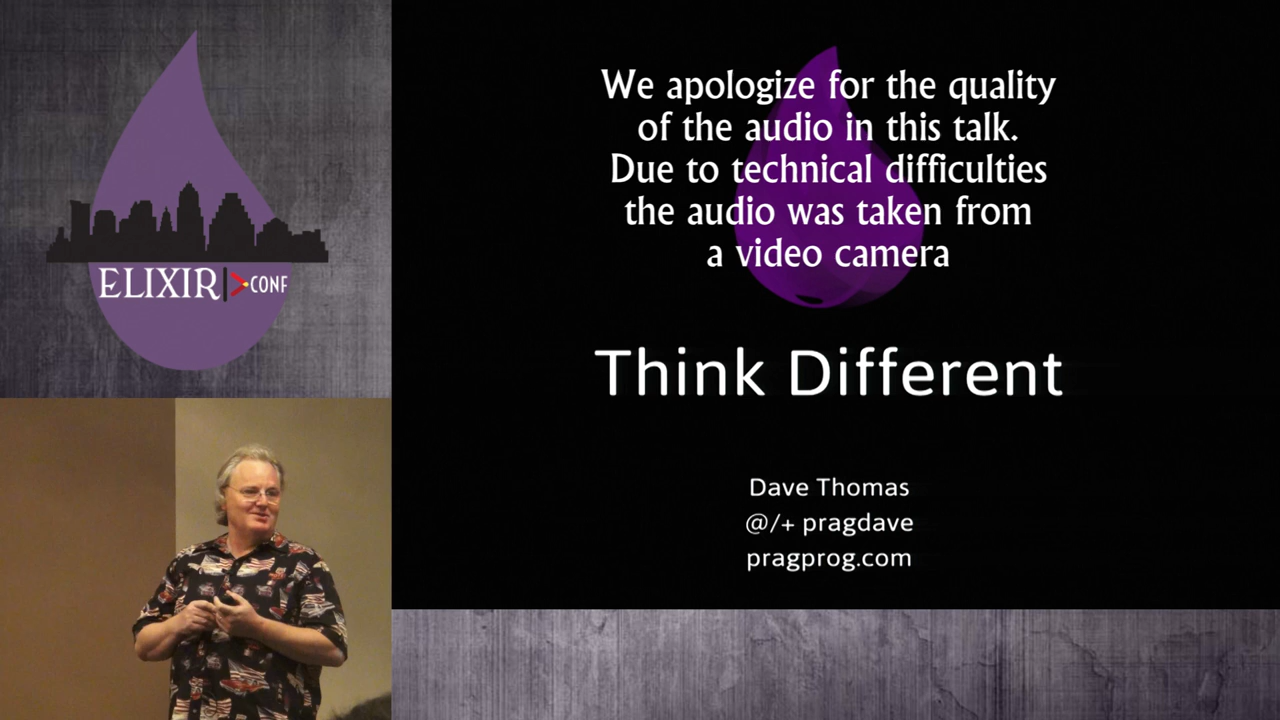 ELIXIR|>CONF
We apologize for the quality
of the audio in this talk.
Due to technical difficulties
the audio was taken from
a video camera
Think Different
Dave Thomas
@/+ pragdave
pragprog.com